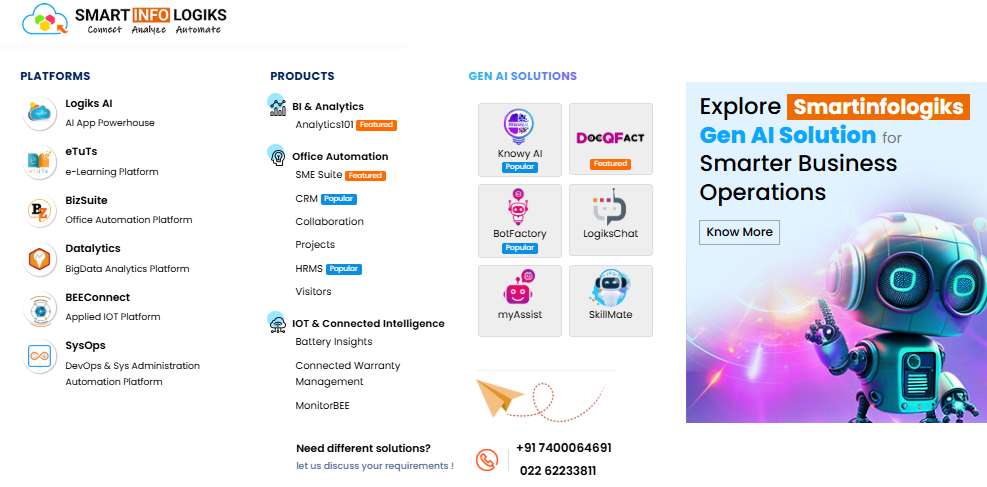 SMART INFO LOGIKS
Connect Analyze Automate
PLATFORMS
Logiks AI
AI App Powerhouse
eTuTs
e-Learning Platform
BizSuite
Office Automation Platform
Datalytics
BigData Analytics Platform
BEEConnect
Applied IOT Platform
SysOps
DevOps & Sys Administration
Automation Platform
PRODUCTS
BI & Analytics
Analytics101 Featured
Office Automation
SME Suite Featured
CRM Popular
Collaboration
Projects
HRMS Popular
Visitors
IOT & Connected Intelligence
Battery Insights
Connected Warranty
Management
MonitorBEE
Need different solutions?
let us discuss your requirements !
GEN AI SOLUTIONS
Knowy AI
Popular
DOCQFACT
Featured
BotFactory
Popular
LogiksChat
myAssist
SkillMate
+91 7400064691
022 62233811
Explore Smartinfologiks
Gen AI Solution for
Smarter Business
Operations
Know More